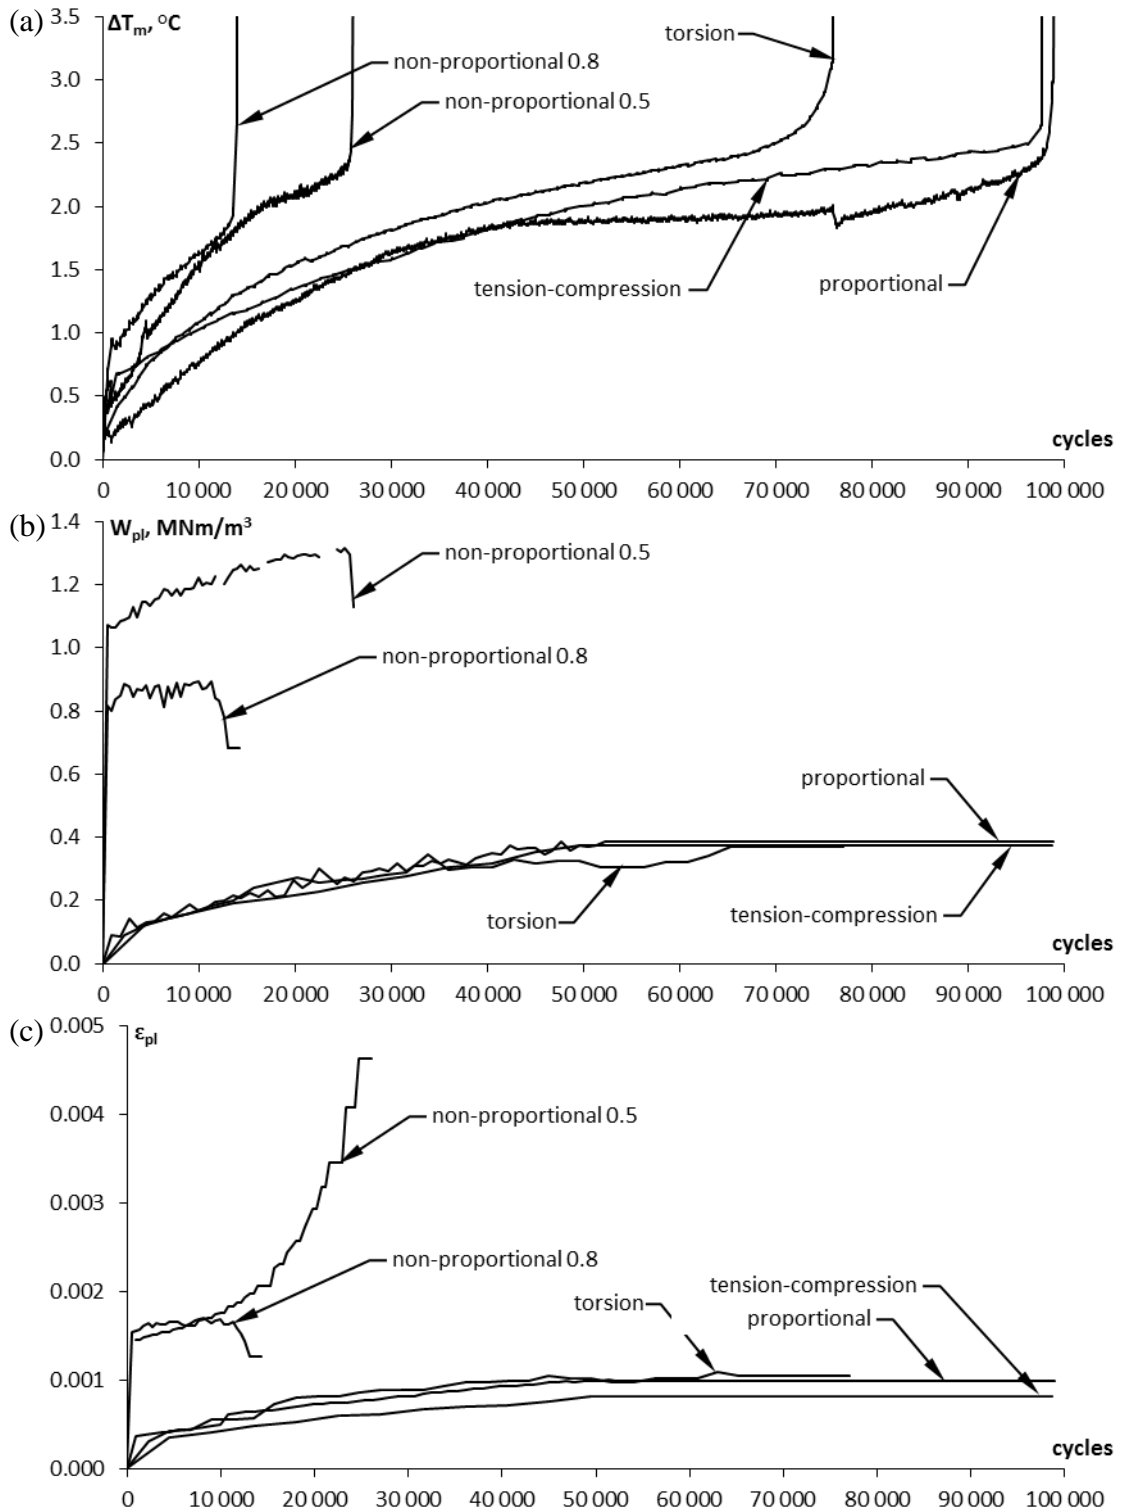 (a)
ΔTm, °C
3.5
torsion
non-proportional 0.8
3.0
non-proportional 0.5
2.5
2.0
1.5
tension-compression
proportional
1.0
0.5
cycles
0.0
0 10 000 20 000 30 000 40 000 50 000 60 000 70 000 80 000 90 000 100 000
(b)
Wpl, MNm/m³
1.4
non-proportional 0.5
1.2
1.0
non-proportional 0.8
0.8
proportional
0.6
0.4
torsion
tension-compression
0.2
cycles
0.0
0 10 000 20 000 30 000 40 000 50 000 60 000 70 000 80 000 90 000 100 000
(c)
0.005
εpl
0.004
non-proportional 0.5
0.003
non-proportional 0.8
tension-compression
0.002
torsion
proportional
0.001
cycles
0.000
0 10 000 20 000 30 000 40 000 50 000 60 000 70 000 80 000 90 000 100 000